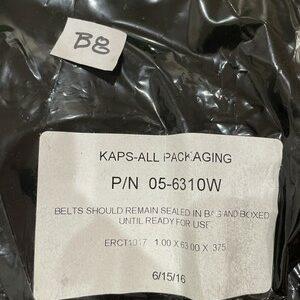 B8
KAPS-ALL PACKAGING
P/N 05-6310W
BELTS SHOULD REMAIN SEALED IN BAG AND BOXED
UNTIL READY FOR USE
ERCT1017 1.00 X 63.00 X .375
6/15/16